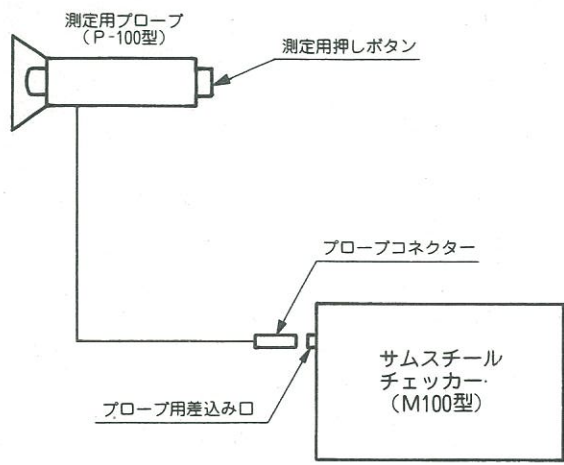 測定用プローブ
(P-100型)
測定用押しボタン
プローブコネクター
サムスチール
チェッカー
(M100型)
プローブ用差込み口